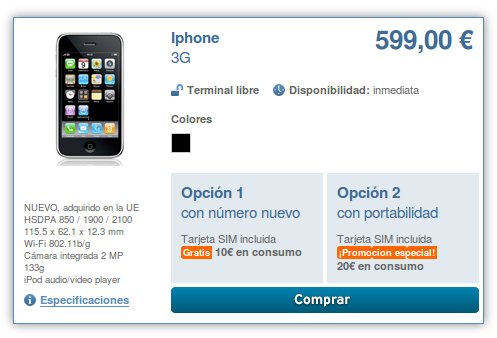 Iphone
3G
599,00 €
Terminal libre
Disponibilidad: inmediata
Colores
NUEVO, adquirido en la UE
HSDPA 850 / 1900 / 2100
115.5 x 62.1 x 12.3 mm
Wi-Fi 802.11b/g
Cámara integrada 2 MP
133g
iPod audio/video player
Especificaciones
Opción 1
con número nuevo
Tarjeta SIM incluida
Gratis 10€ en consumo
Opción 2
con portabilidad
Tarjeta SIM incluida
¡Promocion especial!
20€ en consumo
Comprar